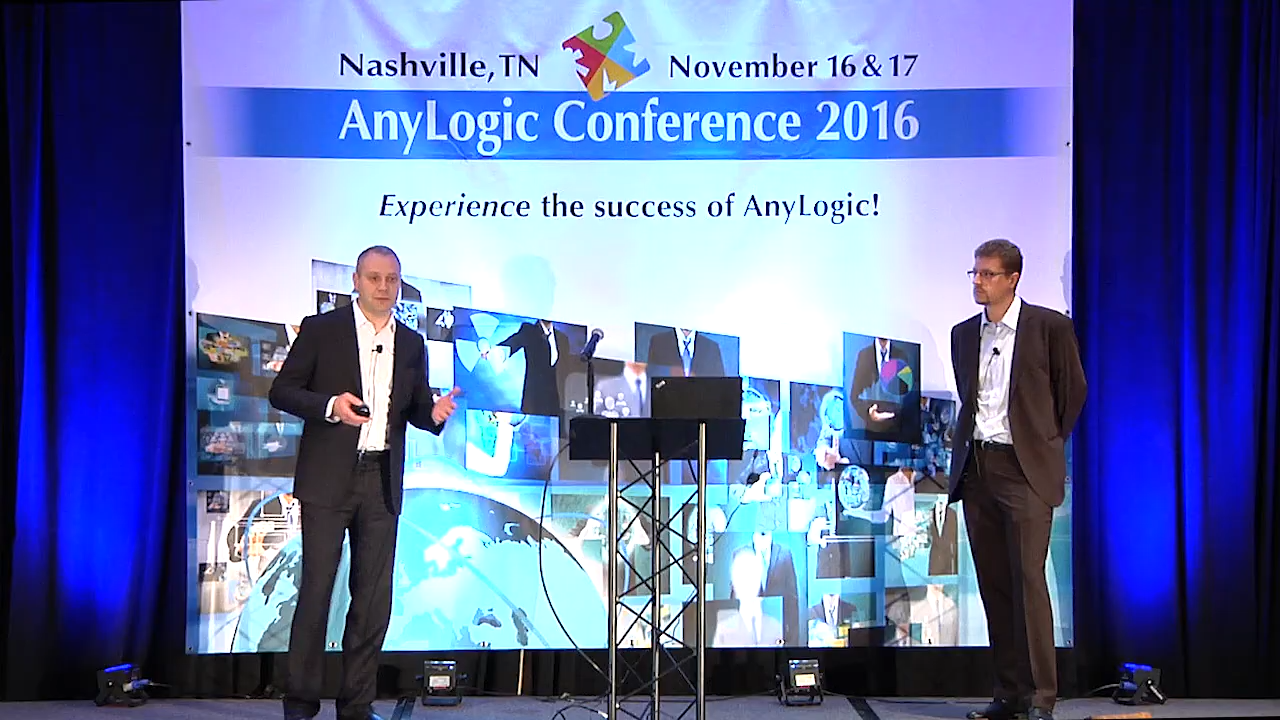 Nashville, TN November 16 & 17
AnyLogic Conference 2016
Experience the success of AnyLogic!